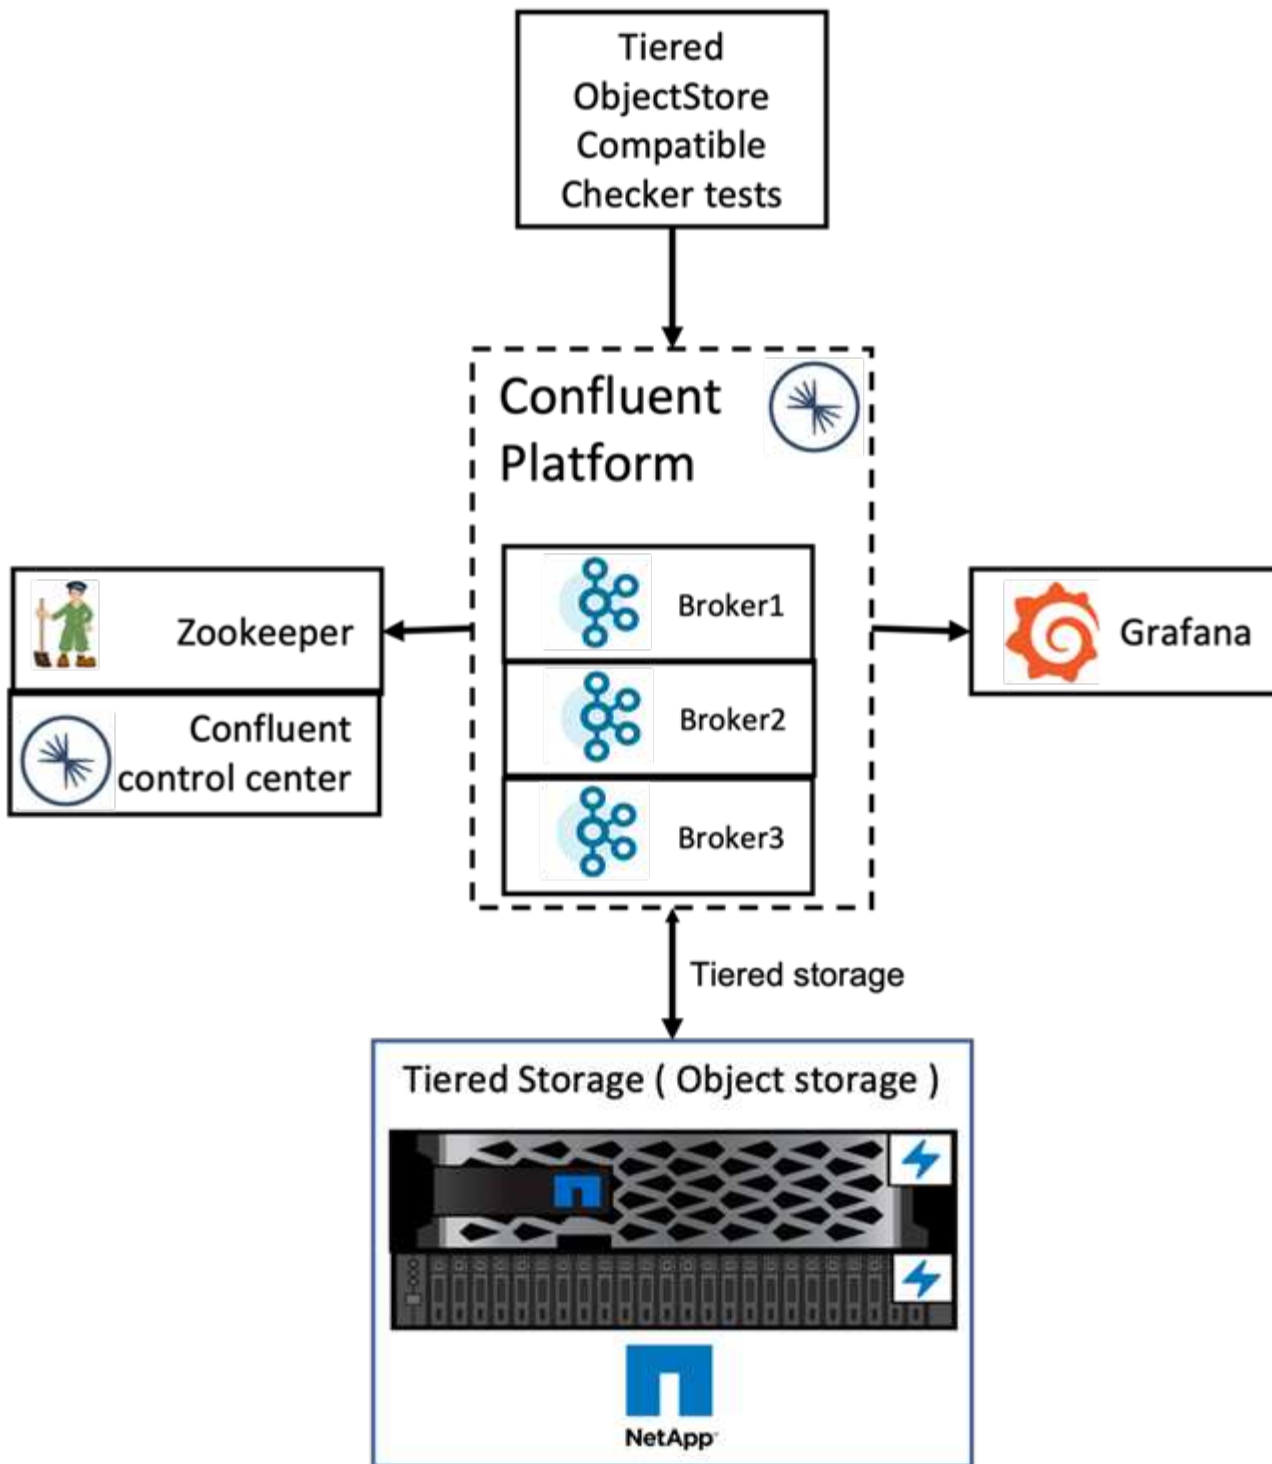 Tiered
ObjectStore
Compatible
Checker tests
Confluent
Platform
Broker1
Zookeeper
Grafana
Broker2
Confluent
control center
Broker3
Tiered storage
Tiered Storage ( Object storage )
NetApp